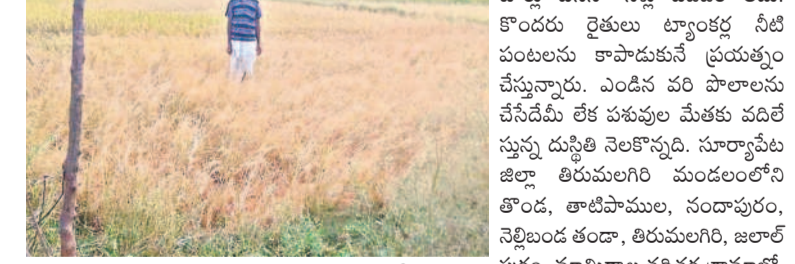 కొందరు రైతులు ట్యాంకర్ల నీటి
పంటలను కాపాడుకునే ప్రయత్నం
చేస్తున్నారు. ఎండిన వరి పొలాలను
చేసేదేమీ లేక పశువుల మేతకు వదిలే
స్తున్న దుస్థితి నెలకొన్నది. సూర్యాపేట
జిల్లా తిరుమలగిరి మండలంలోని
తొండ, తాటిపాముల, నందాపురం,
నెల్లిబండ తండా, తిరుమలగిరి, జలాల్